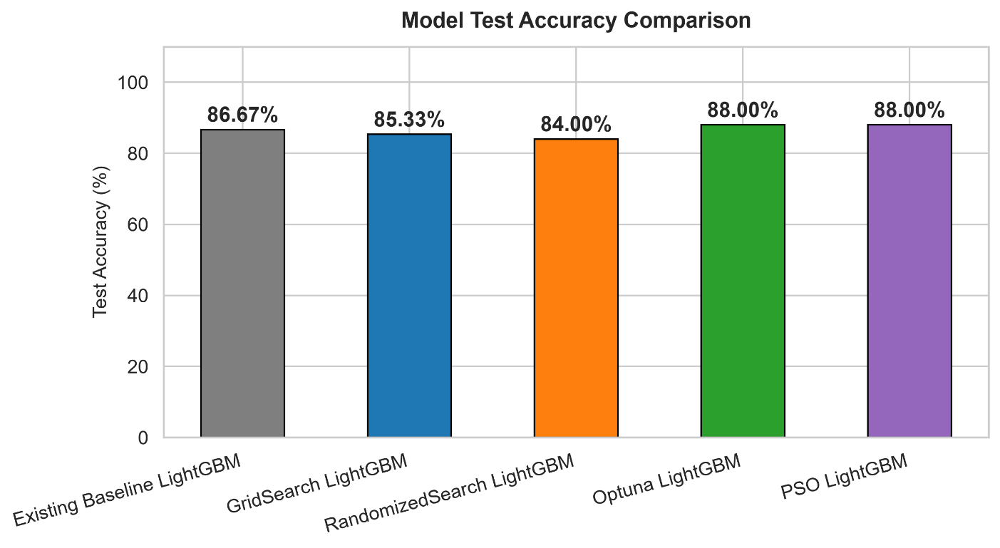 Model Test Accuracy Comparison
Test Accuracy (%)
100
80
60
40
20
0
86.67%
85.33%
84.00%
88.00%
88.00%
Existing Baseline LightGBM
GridSearch LightGBM
RandomizedSearch LightGBM
Optuna LightGBM
PSO LightGBM